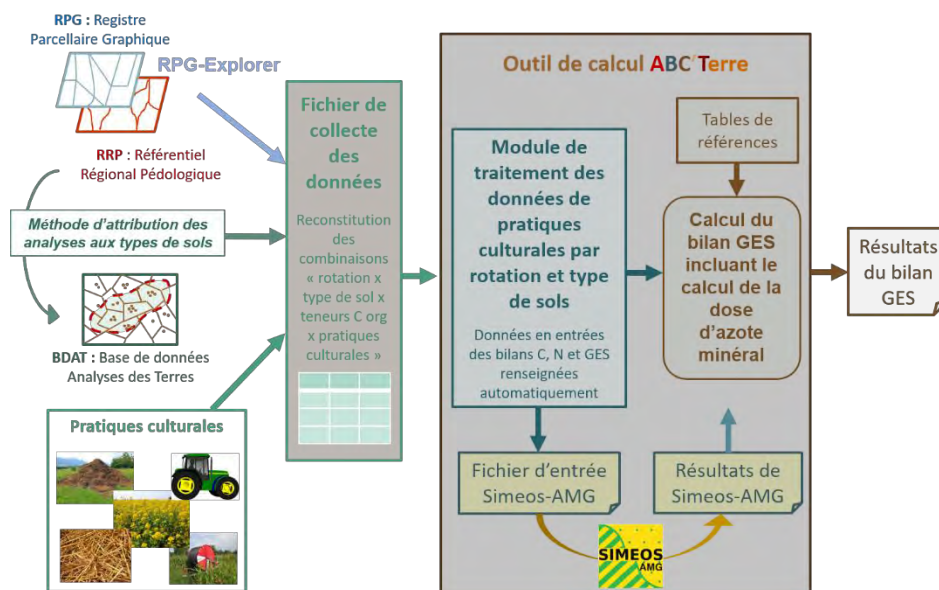 RPG : Registre
Parcellaire Graphique
RPG-Explorer
RRP : Référentiel
Régional Pédologique
Méthode d'attribution des
analyses aux types de sols
BDAT : Base de données
Analyses des Terres
Pratiques culturales
Fichier de
collecte
des
données
Reconstitution
des
combinaisons
« rotation x
type de sol x
teneurs C org
x pratiques
culturales »
Outil de calcul ABC'Terre
Module de
traitement des
données de
pratiques
culturales par
rotation et type
de sols
Données en entrées
des bilans C, N et GES
renseignées
automatiquement
Tables de
références
Calcul du
bilan GES
incluant le
calcul de la
dose
d'azote
minéral
Résultats
du bilan
GES
Fichier d'entrée
Simeos-AMG
Résultats de
Simeos-AMG
SIMEOS
AMG